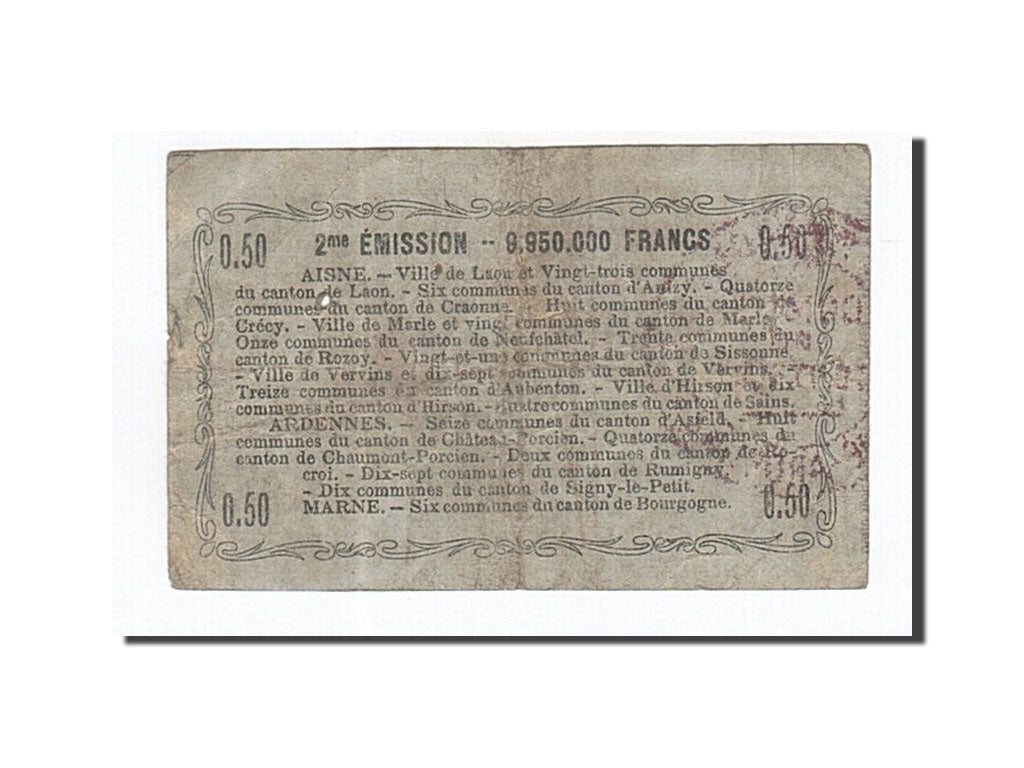 0.50 2me ÉMISSION -- 9.950.000 FRANCS 0.50
AISNE. — Ville de Laon et Vingt-trois communes
du canton de Laon. - Six communes du canton d'Anizy. - Quatorze
communes du canton de Craonne. Huit communes du canton de
Crécy. - Ville de Marle et vingt communes du canton de Marle
Onze communes du canton de Neufchâtel. - Trente communes du
canton de Rozoy. - Vingt-et-une communes du canton de Sissonne.
- Ville de Vervins et dix-sept communes du canton de Vervins. -
Treize communes du canton d'Aubenton. - Ville d'Hirson et dix
communes du canton d'Hirson. - Quatre communes du canton de Sains.
ARDENNES. — Seize communes du canton d'Asfeld. - Huit
communes du canton de Château-Porcien. - Quatorze communes du
canton de Chaumont-Porcien. - Deux communes du canton de Ro-
croi. - Dix-sept communes du canton de Rumigny.
- Dix communes du canton de Signy-le-Petit.
MARNE. — Six communes du canton de Bourgogne.
0.50 0.50